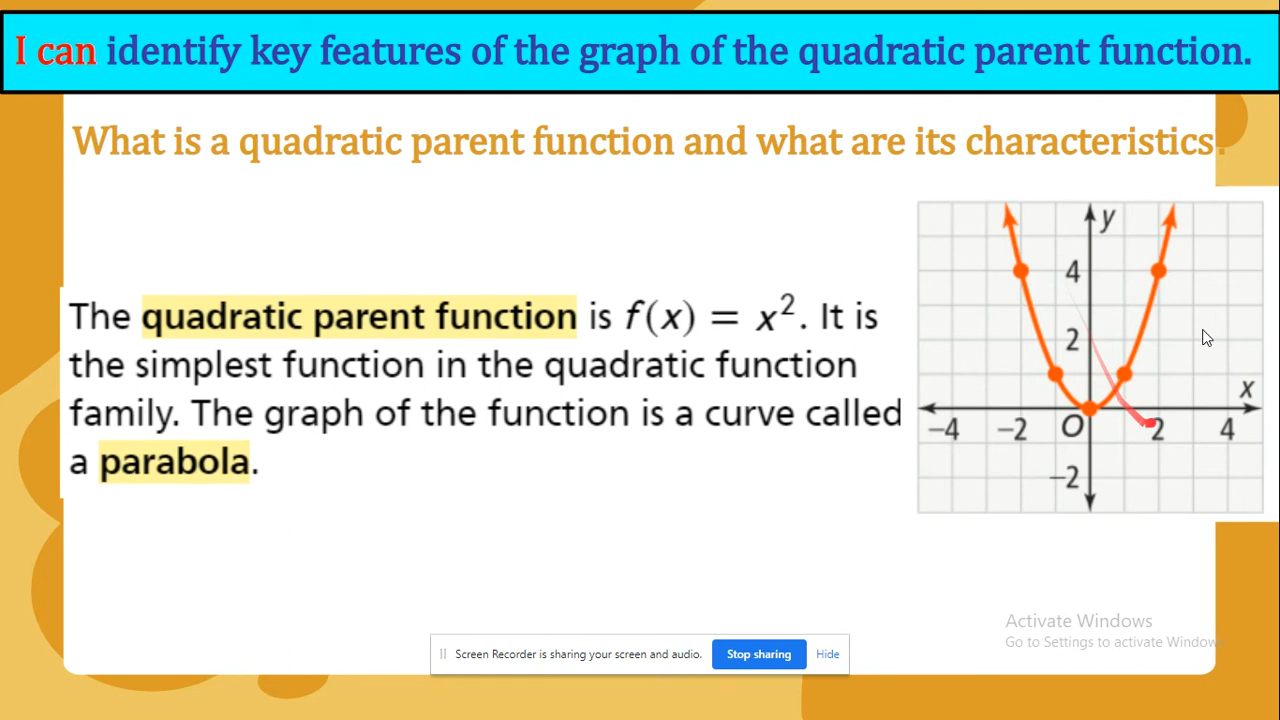 I can identify key features of the graph of the quadratic parent function.
What is a quadratic parent function and what are its characteristics.
The quadratic parent function is f(x) = x². It is
the simplest function in the quadratic function
family. The graph of the function is a curve called
a parabola.
y
4
2
x
−4 −2 O 2 4
−2
Activate Windows
Go to Settings to activate Windows.
Screen Recorder is sharing your screen and audio. Stop sharing Hide